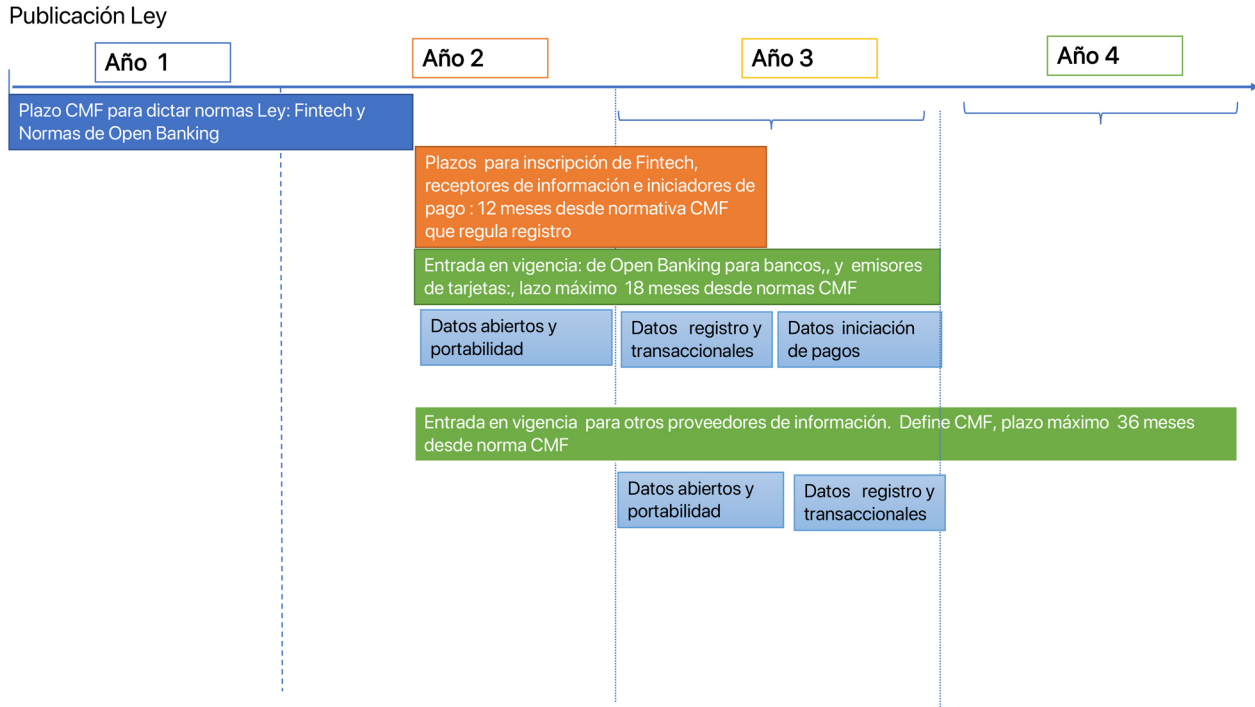 Publicación Ley
Año 1
Año 2
Año 3
Año 4
Plazo CMF para dictar normas Ley: Fintech y
Normas de Open Banking
Plazos para inscripción de Fintech,
receptores de información e iniciadores de
pago : 12 meses desde normativa CMF
que regula registro
Entrada en vigencia: de Open Banking para bancos,, y emisores
de tarjetas:, lazo máximo 18 meses desde normas CMF
Datos abiertos y
portabilidad
Datos registro y
transaccionales
Datos iniciación
de pagos
Entrada en vigencia para otros proveedores de información. Define CMF, plazo máximo 36 meses
desde norma CMF
Datos abiertos y
portabilidad
Datos registro y
transaccionales